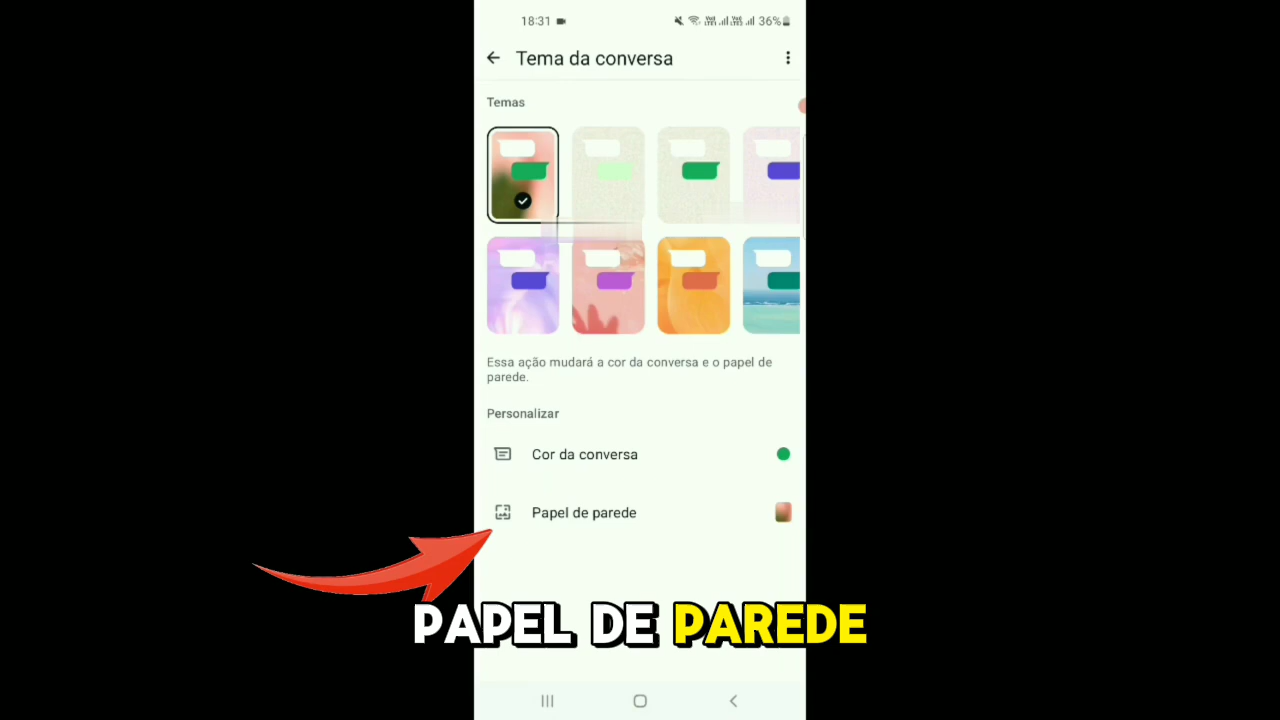 18:31 36%
Tema da conversa
Temas
Essa ação mudará a cor da conversa e o papel de
parede.
Personalizar
Cor da conversa
Papel de parede
PAPEL DE PAREDE